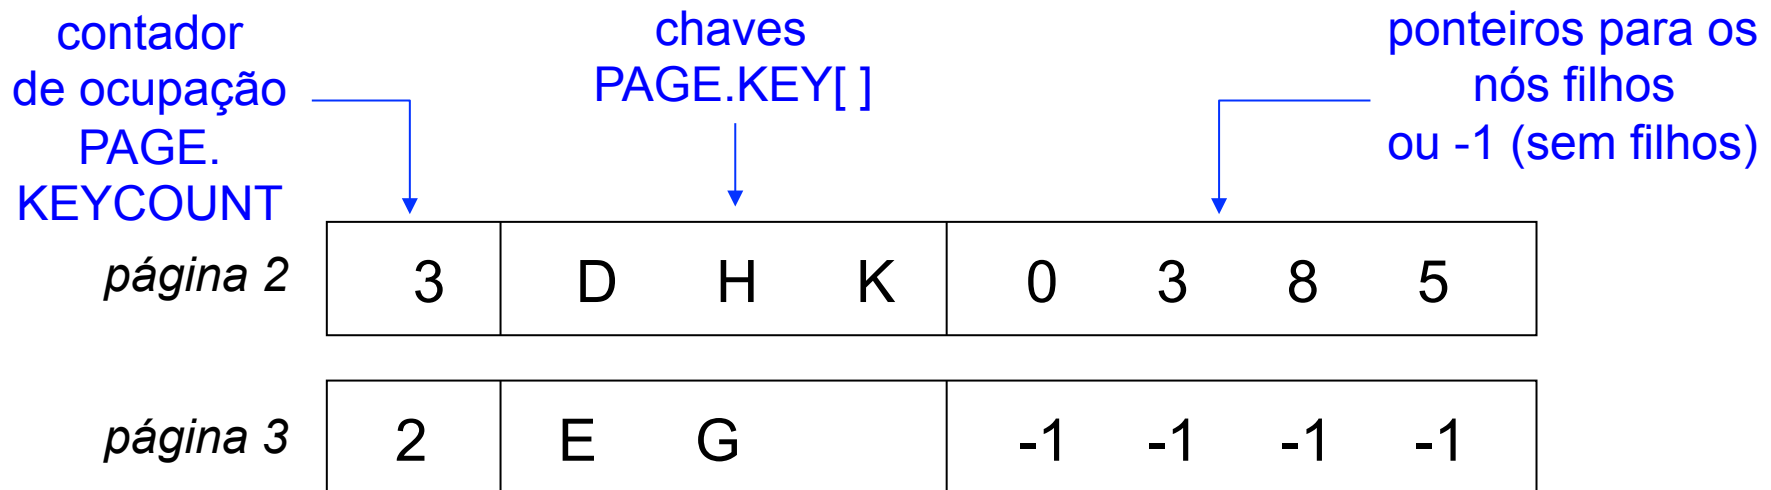 contador
de ocupação
PAGE.
KEYCOUNT
chaves
PAGE.KEY[ ]
ponteiros para os
nós filhos
ou -1 (sem filhos)
página 2 3 D H K 0 3 8 5
página 3 2 E G -1 -1 -1 -1